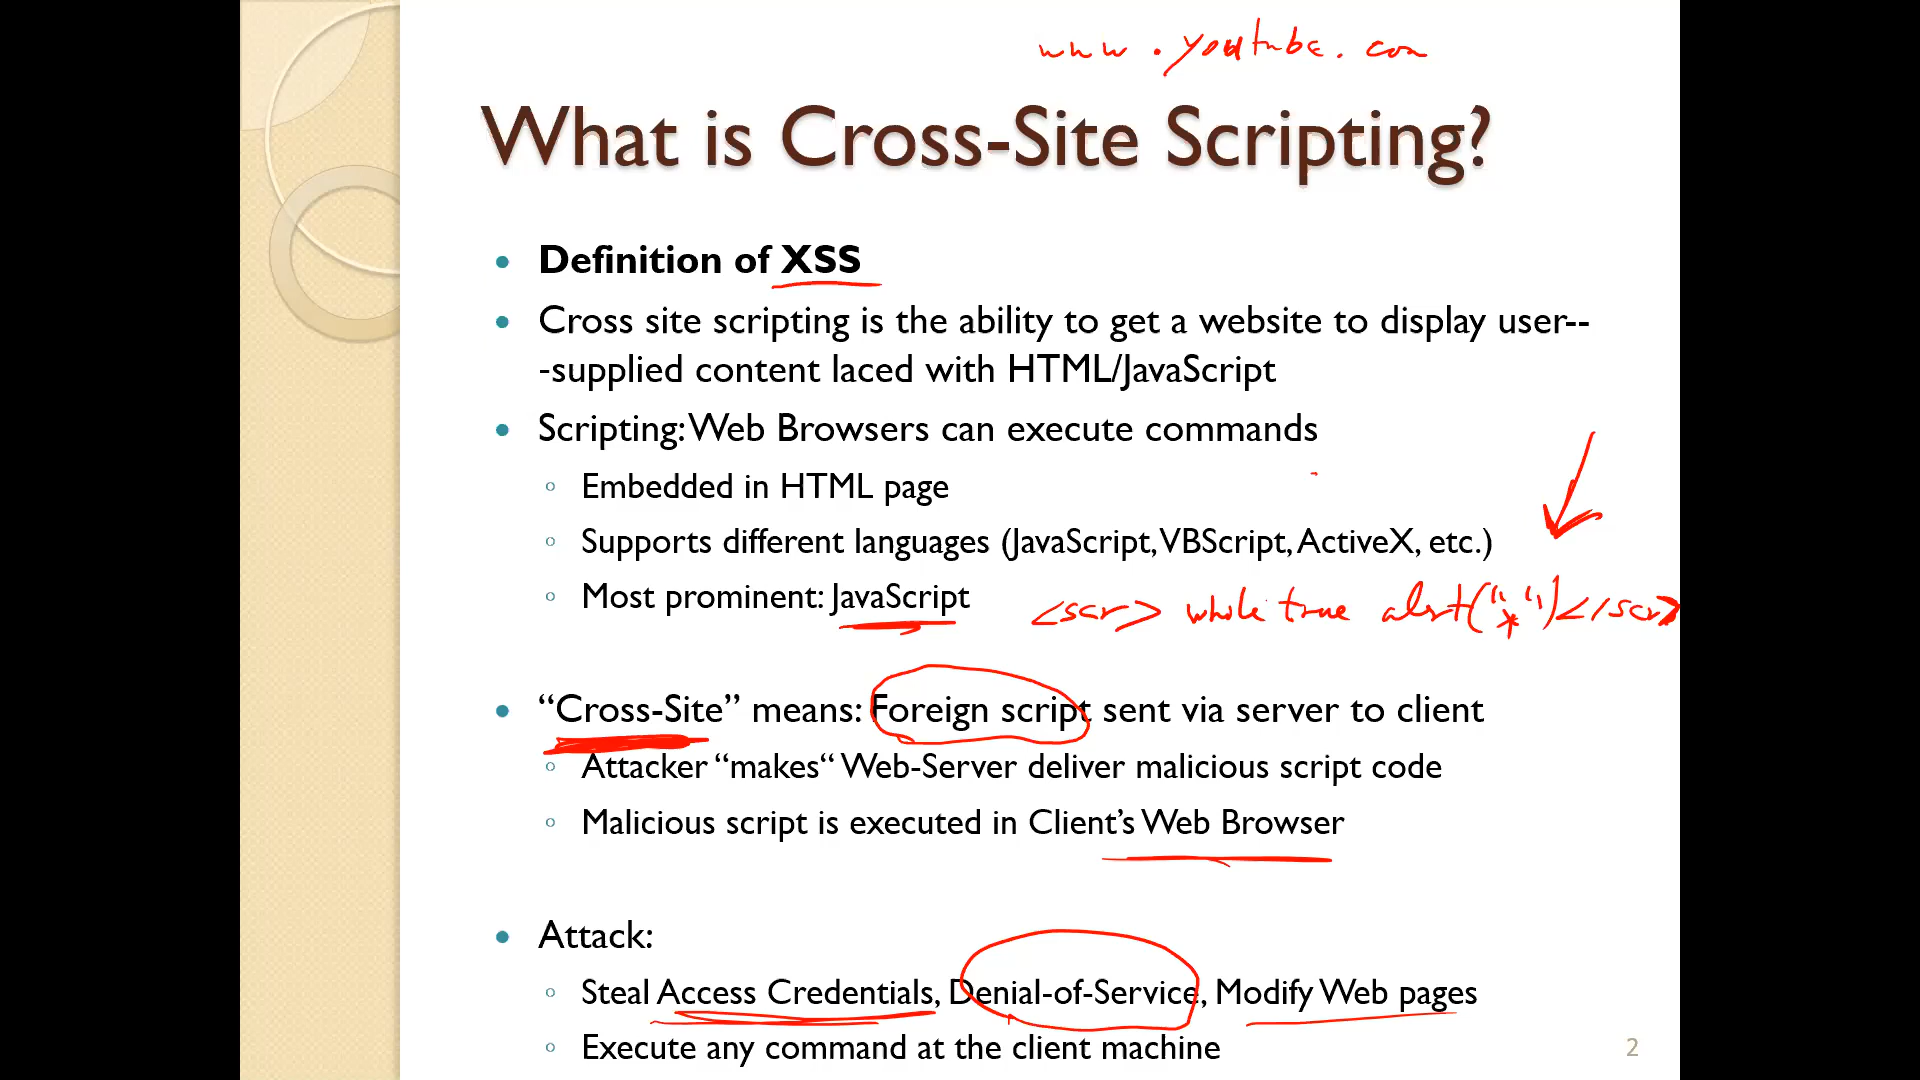 www.youtube.com
What is Cross-Site Scripting?
Definition of XSS
Cross site scripting is the ability to get a website to display user--
-supplied content laced with HTML/JavaScript
Scripting: Web Browsers can execute commands
Embedded in HTML page
Supports different languages (JavaScript, VBScript, ActiveX, etc.)
Most prominent: JavaScript
<scr> while true alert("*")</scr>
“Cross-Site” means: Foreign script sent via server to client
Attacker “makes“ Web-Server deliver malicious script code
Malicious script is executed in Client’s Web Browser
Attack:
Steal Access Credentials, Denial-of-Service, Modify Web pages
Execute any command at the client machine
2